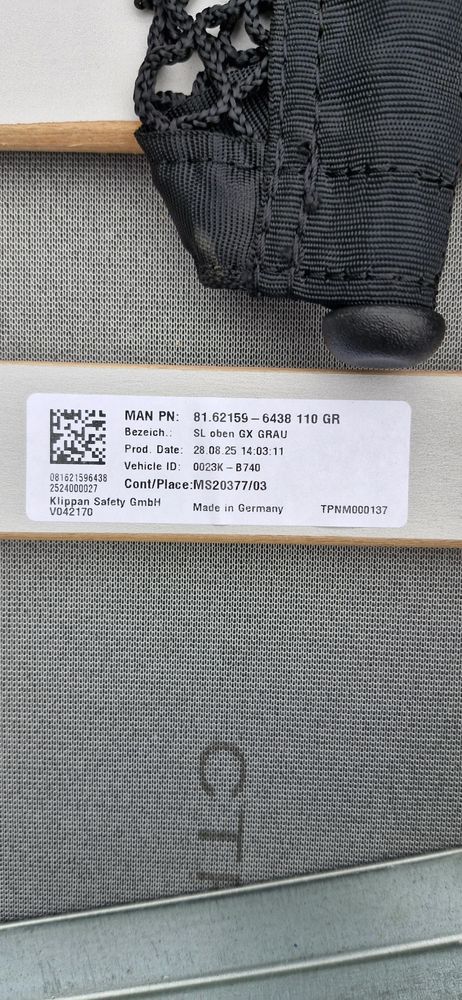 MAN PN: 81.62159-6438 110 GR
Bezeich.: SL oben GX GRAU
Prod. Date: 28.08.25 14:03:11
Vehicle ID: 0023K-B740
Cont/Place:MS20377/03
081621596438
2524000027
Klippan Safety GmbH
V042170
Made in Germany
TPNM000137